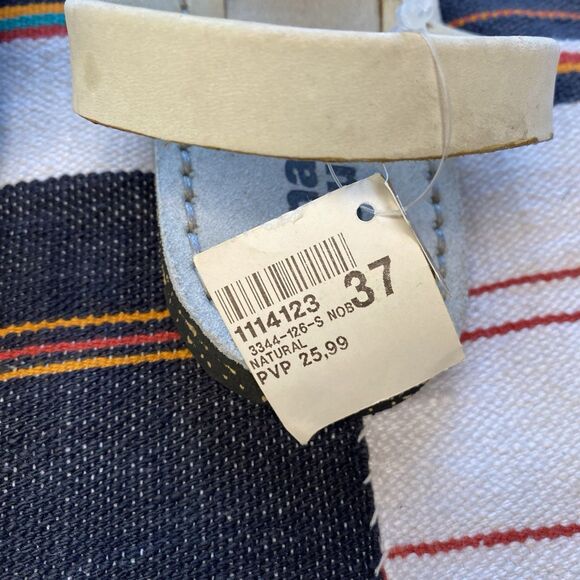 1114123 37
3344-126-S NOB
NATURAL
PVP 25,99